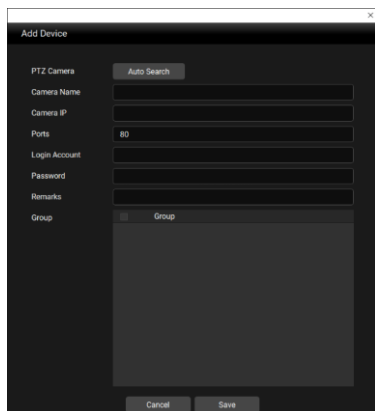 Add Device
PTZ Camera Auto Search
Camera Name
Camera IP
Ports 80
Login Account
Password
Remarks
Group Group
Cancel Save